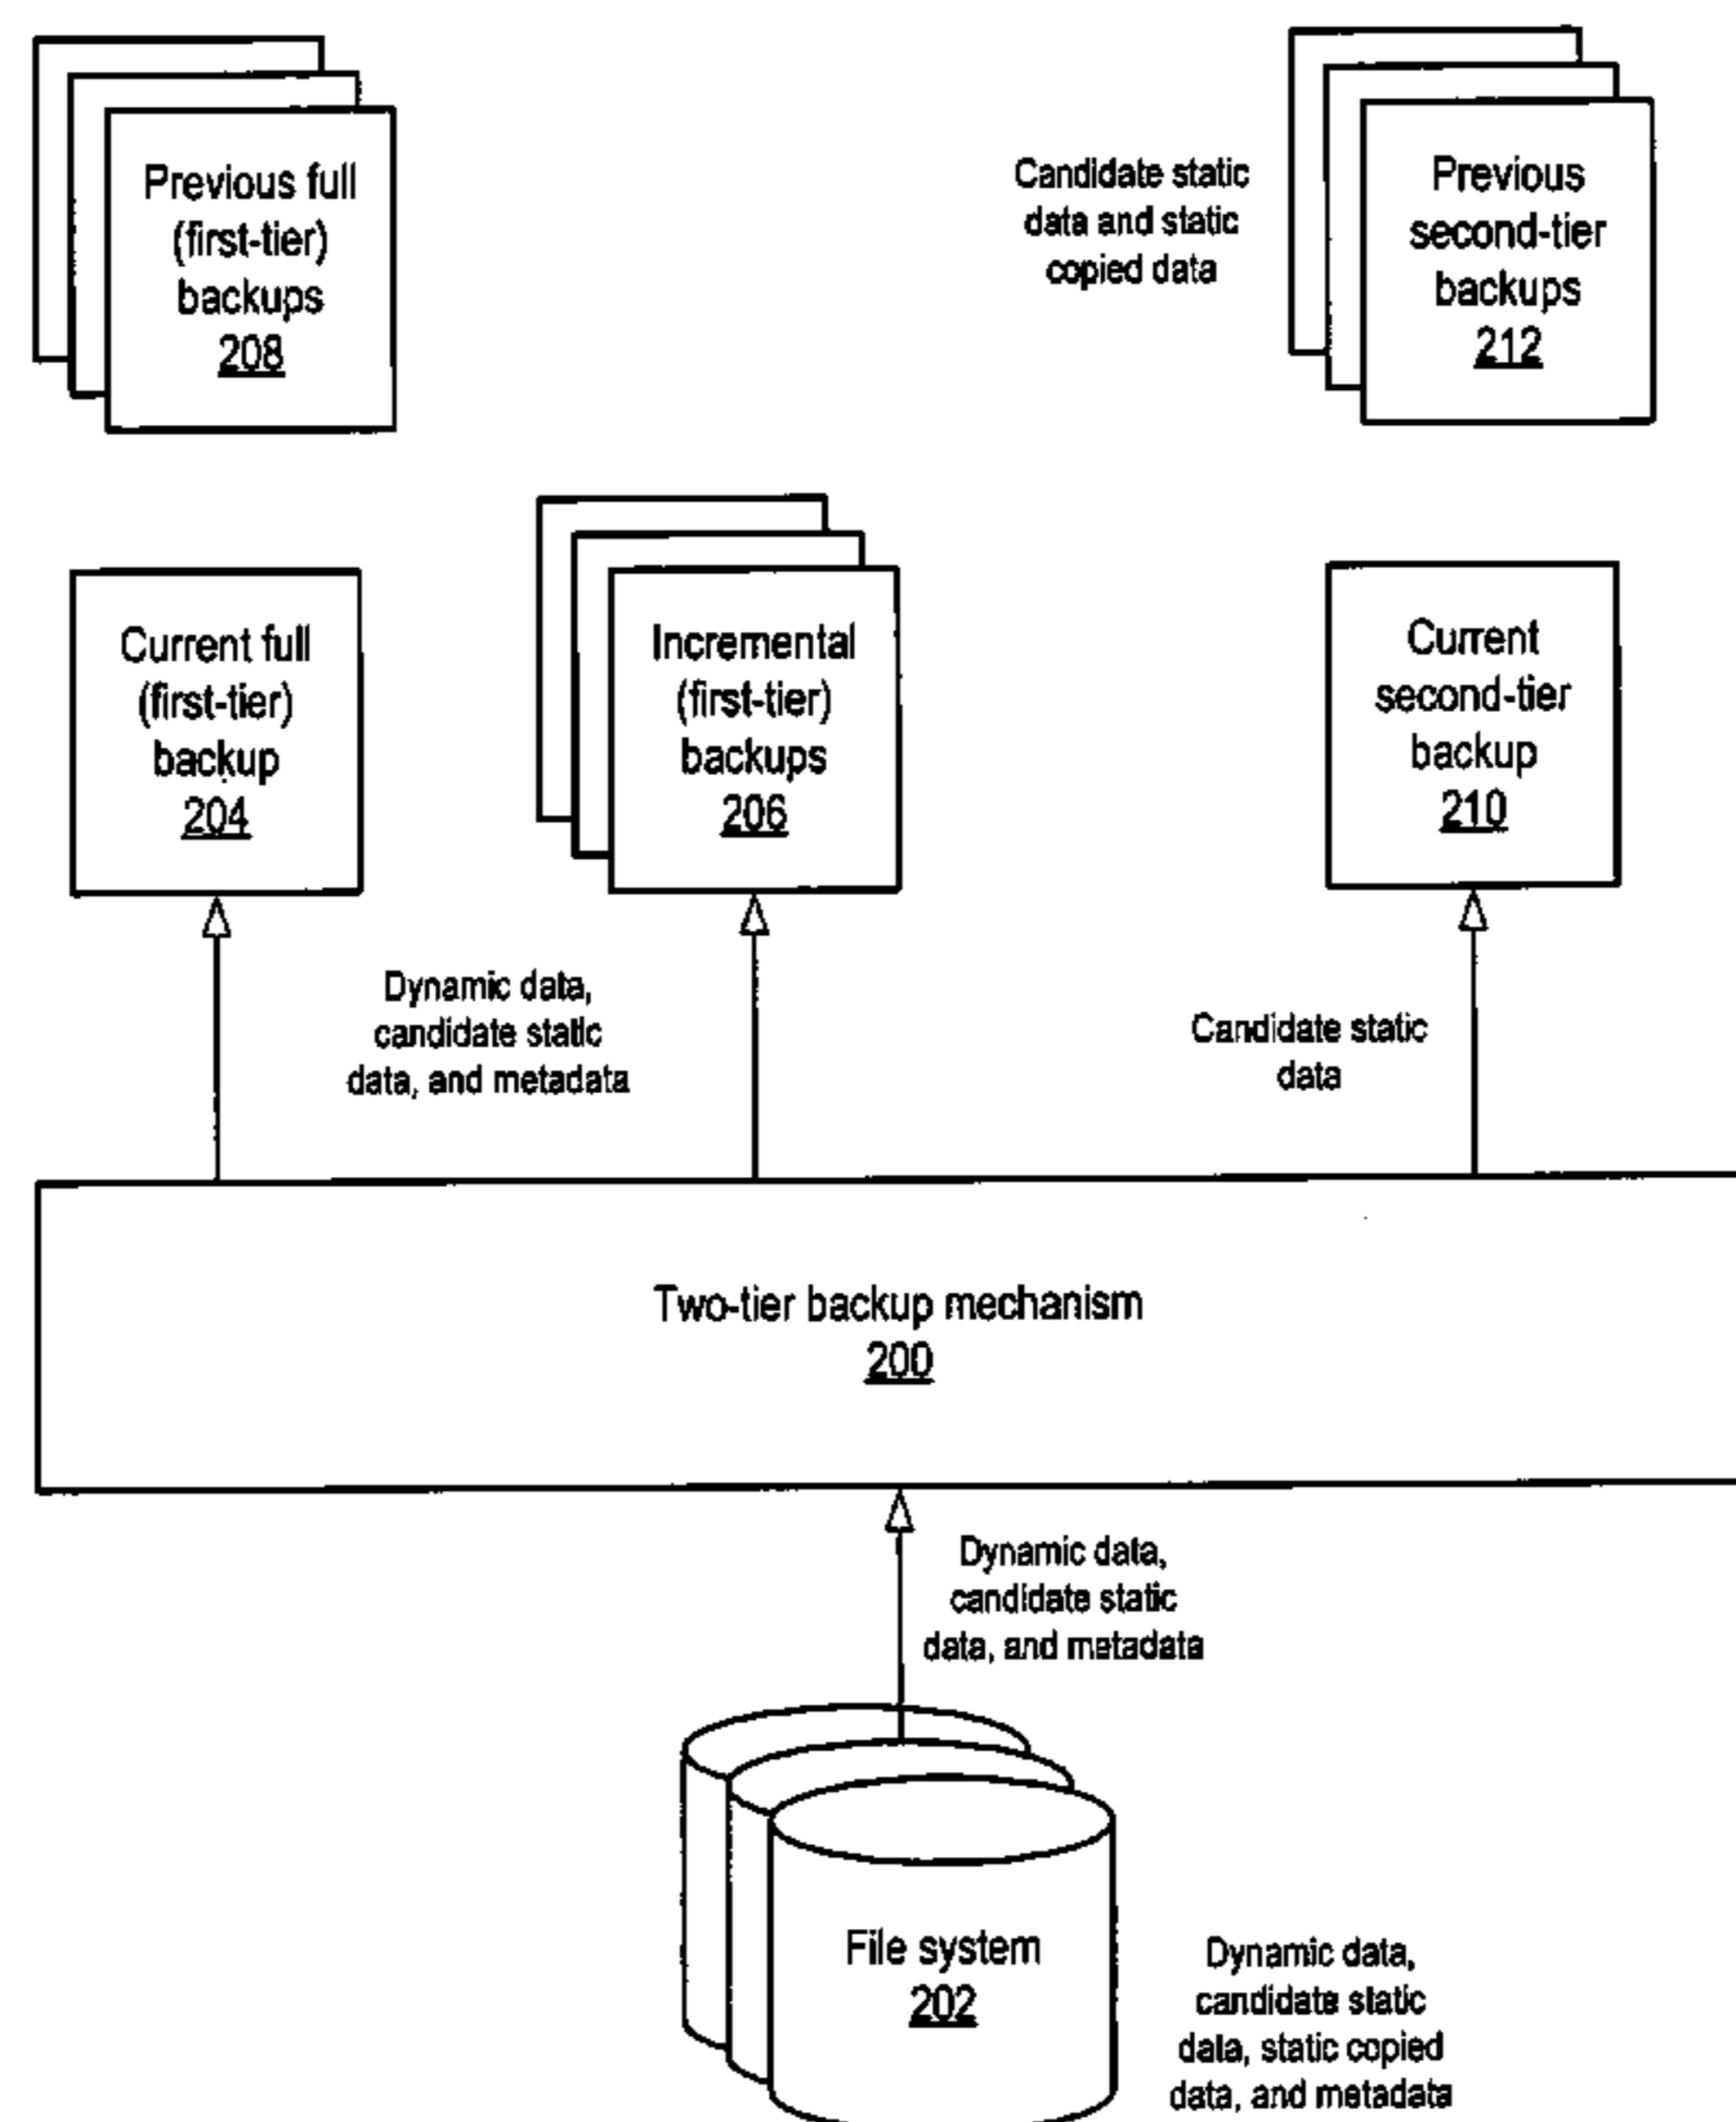 Previous full
(first-tier)
backups
208
Candidate static
data and static
copied data
Previous
second-tier
backups
212
Current full
(first-tier)
backup
204
Incremental
(first-tier)
backups
206
Current
second-tier
backup
210
Dynamic data,
candidate static
data, and metadata
Candidate static
data
Two-tier backup mechanism
200
Dynamic data,
candidate static
data, and metadata
File system
202
Dynamic data,
candidate static
data, static copied
data, and metadata